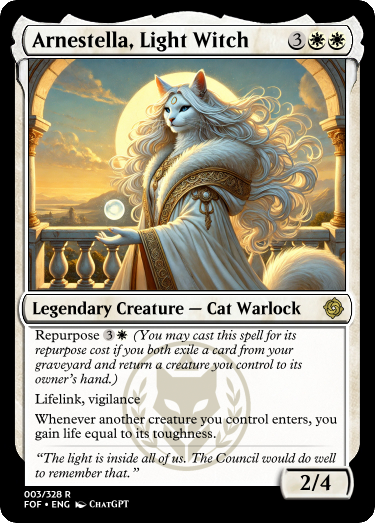 Arnestella, Light Witch 3
Legendary Creature — Cat Warlock
Repurpose 3 (You may cast this spell for its
repurpose cost if you both exile a card from your
graveyard and return a creature you control to its
owner's hand.)
Lifelink, vigilance
Whenever another creature you control enters, you
gain life equal to its toughness.
“The light is inside all of us. The Council would do well
to remember that.”
2/4
003/328 R
FOF • ENG ChatGPT